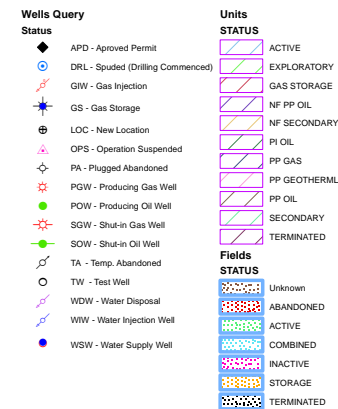 Wells Query
Status
APD - Aproved Permit
DRL - Spuded (Drilling Commenced)
GIW - Gas Injection
GS - Gas Storage
LOC - New Location
OPS - Operation Suspended
PA - Plugged Abandoned
PGW - Producing Gas Well
POW - Producing Oil Well
SGW - Shut-in Gas Well
SOW - Shut-in Oil Well
TA - Temp. Abandoned
TW - Test Well
WDW - Water Disposal
WIW - Water Injection Well
WSW - Water Supply Well
Units
STATUS
ACTIVE
EXPLORATORY
GAS STORAGE
NF PP OIL
NF SECONDARY
PI OIL
PP GAS
PP GEOTHERML
PP OIL
SECONDARY
TERMINATED
Fields
STATUS
Unknown
ABANDONED
ACTIVE
COMBINED
INACTIVE
STORAGE
TERMINATED